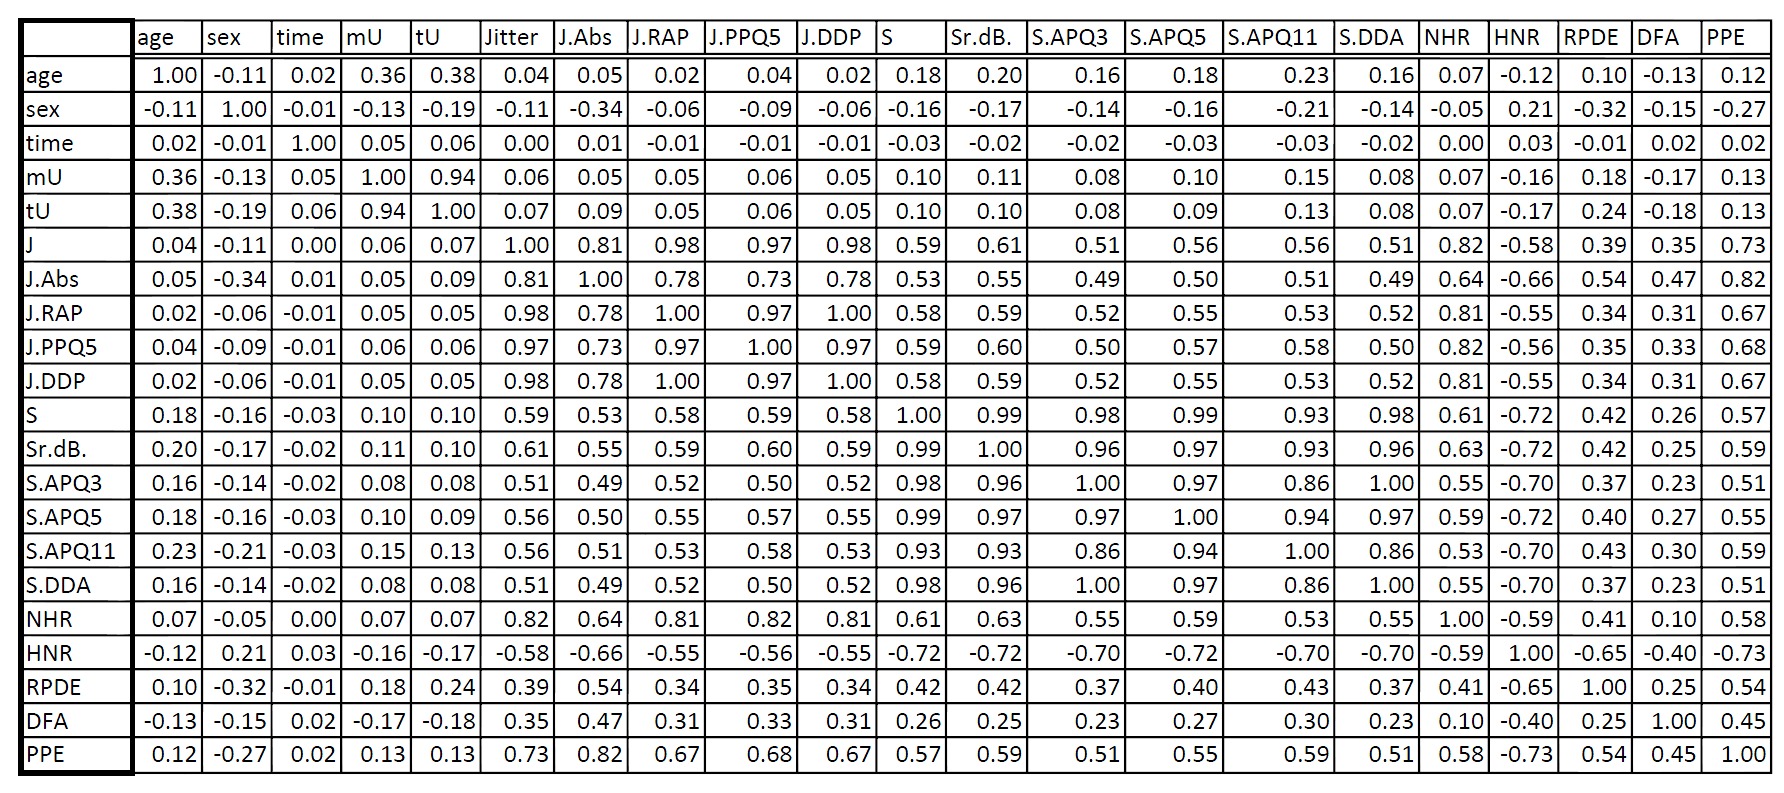 age sex time mU tU Jitter J.Abs J.RAP J.PPQ5 J.DDP S Sr.dB. S.APQ3 S.APQ5 S.APQ11 S.DDA NHR HNR RPDE DFA PPE
age 1.00 -0.11 0.02 0.36 0.38 0.04 0.05 0.02 0.04 0.02 0.18 0.20 0.16 0.18 0.23 0.16 0.07 -0.12 0.10 -0.13 0.12
sex -0.11 1.00 -0.01 -0.13 -0.19 -0.11 -0.34 -0.06 -0.09 -0.06 -0.16 -0.17 -0.14 -0.16 -0.21 -0.14 -0.05 0.21 -0.32 -0.15 -0.27
time 0.02 -0.01 1.00 0.05 0.06 0.00 0.01 -0.01 -0.01 -0.01 -0.03 -0.02 -0.02 -0.03 -0.03 -0.02 0.00 0.03 -0.01 0.02 0.02
mU 0.36 -0.13 0.05 1.00 0.94 0.06 0.05 0.05 0.06 0.05 0.10 0.11 0.08 0.10 0.15 0.08 0.07 -0.16 0.18 -0.17 0.13
tU 0.38 -0.19 0.06 0.94 1.00 0.07 0.09 0.05 0.06 0.05 0.10 0.10 0.08 0.09 0.13 0.08 0.07 -0.17 0.24 -0.18 0.13
J 0.04 -0.11 0.00 0.06 0.07 1.00 0.81 0.98 0.97 0.98 0.59 0.61 0.51 0.56 0.56 0.51 0.82 -0.58 0.39 0.35 0.73
J.Abs 0.05 -0.34 0.01 0.05 0.09 0.81 1.00 0.78 0.73 0.78 0.53 0.55 0.49 0.50 0.51 0.49 0.64 -0.66 0.54 0.47 0.82
J.RAP 0.02 -0.06 -0.01 0.05 0.05 0.98 0.78 1.00 0.97 1.00 0.58 0.59 0.52 0.55 0.53 0.52 0.81 -0.55 0.34 0.31 0.67
J.PPQ5 0.04 -0.09 -0.01 0.06 0.06 0.97 0.73 0.97 1.00 0.97 0.59 0.60 0.50 0.57 0.58 0.50 0.82 -0.56 0.35 0.33 0.68
J.DDP 0.02 -0.06 -0.01 0.05 0.05 0.98 0.78 1.00 0.97 1.00 0.58 0.59 0.52 0.55 0.53 0.52 0.81 -0.55 0.34 0.31 0.67
S 0.18 -0.16 -0.03 0.10 0.10 0.59 0.53 0.58 0.59 0.58 1.00 0.99 0.98 0.99 0.93 0.98 0.61 -0.72 0.42 0.26 0.57
Sr.dB. 0.20 -0.17 -0.02 0.11 0.10 0.61 0.55 0.59 0.60 0.59 0.99 1.00 0.96 0.97 0.93 0.96 0.63 -0.72 0.42 0.25 0.59
S.APQ3 0.16 -0.14 -0.02 0.08 0.08 0.51 0.49 0.52 0.50 0.52 0.98 0.96 1.00 0.97 0.86 1.00 0.55 -0.70 0.37 0.23 0.51
S.APQ5 0.18 -0.16 -0.03 0.10 0.09 0.56 0.50 0.55 0.57 0.55 0.99 0.97 0.97 1.00 0.94 0.97 0.59 -0.72 0.40 0.27 0.55
S.APQ11 0.23 -0.21 -0.03 0.15 0.13 0.56 0.51 0.53 0.58 0.53 0.93 0.93 0.86 0.94 1.00 0.86 0.53 -0.70 0.43 0.30 0.59
S.DDA 0.16 -0.14 -0.02 0.08 0.08 0.51 0.49 0.52 0.50 0.52 0.98 0.96 1.00 0.97 0.86 1.00 0.55 -0.70 0.37 0.23 0.51
NHR 0.07 -0.05 0.00 0.07 0.07 0.82 0.64 0.81 0.82 0.81 0.61 0.63 0.55 0.59 0.53 0.55 1.00 -0.59 0.41 0.10 0.58
HNR -0.12 0.21 0.03 -0.16 -0.17 -0.58 -0.66 -0.55 -0.56 -0.55 -0.72 -0.72 -0.70 -0.72 -0.70 -0.70 -0.59 1.00 -0.65 -0.40 -0.73
RPDE 0.10 -0.32 -0.01 0.18 0.24 0.39 0.54 0.34 0.35 0.34 0.42 0.42 0.37 0.40 0.43 0.37 0.41 -0.65 1.00 0.25 0.54
DFA -0.13 -0.15 0.02 -0.17 -0.18 0.35 0.47 0.31 0.33 0.31 0.26 0.25 0.23 0.27 0.30 0.23 0.10 -0.40 0.25 1.00 0.45
PPE 0.12 -0.27 0.02 0.13 0.13 0.73 0.82 0.67 0.68 0.67 0.57 0.59 0.51 0.55 0.59 0.51 0.58 -0.73 0.54 0.45 1.00